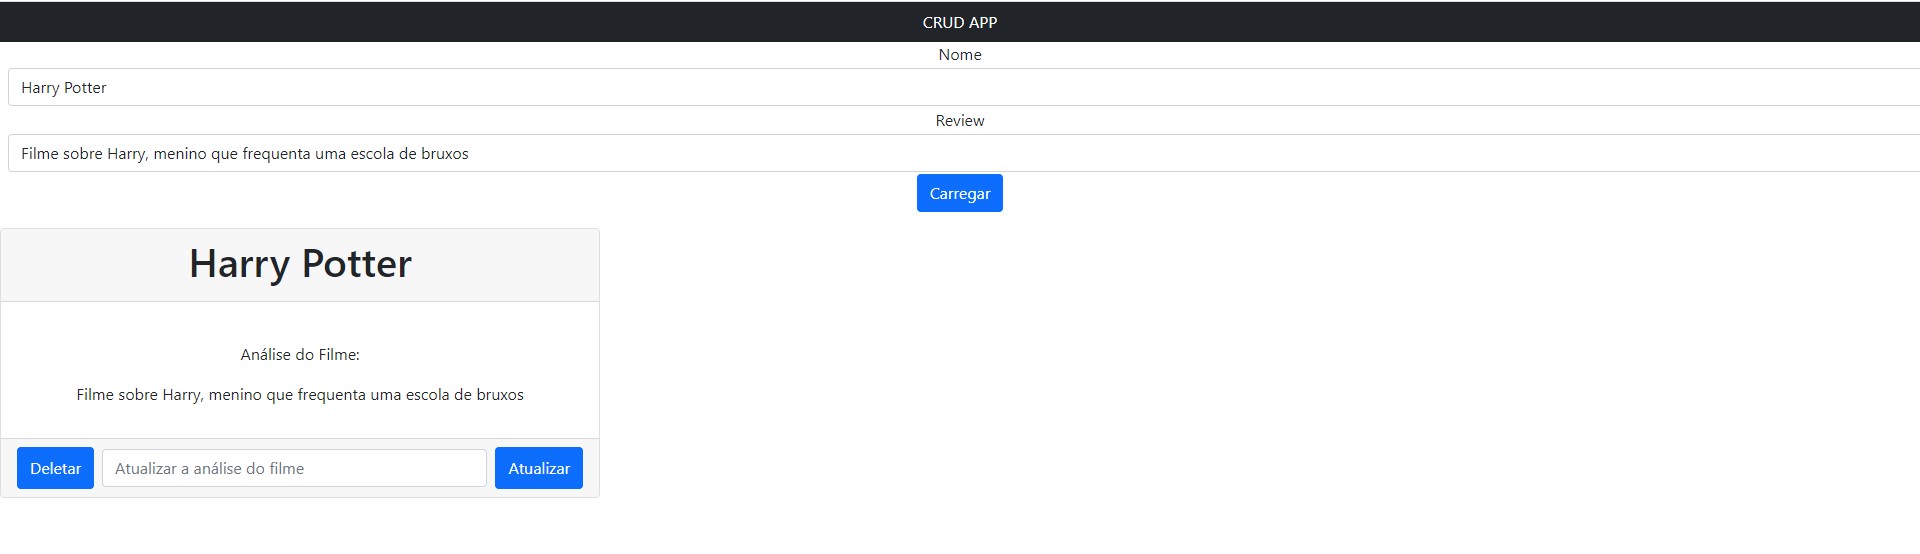 CRUD APP
Nome
Harry Potter
Review
Filme sobre Harry, menino que frequenta uma escola de bruxos
Carregar
Harry Potter
Análise do Filme:
Filme sobre Harry, menino que frequenta uma escola de bruxos
Deletar Atualizar a análise do filme Atualizar